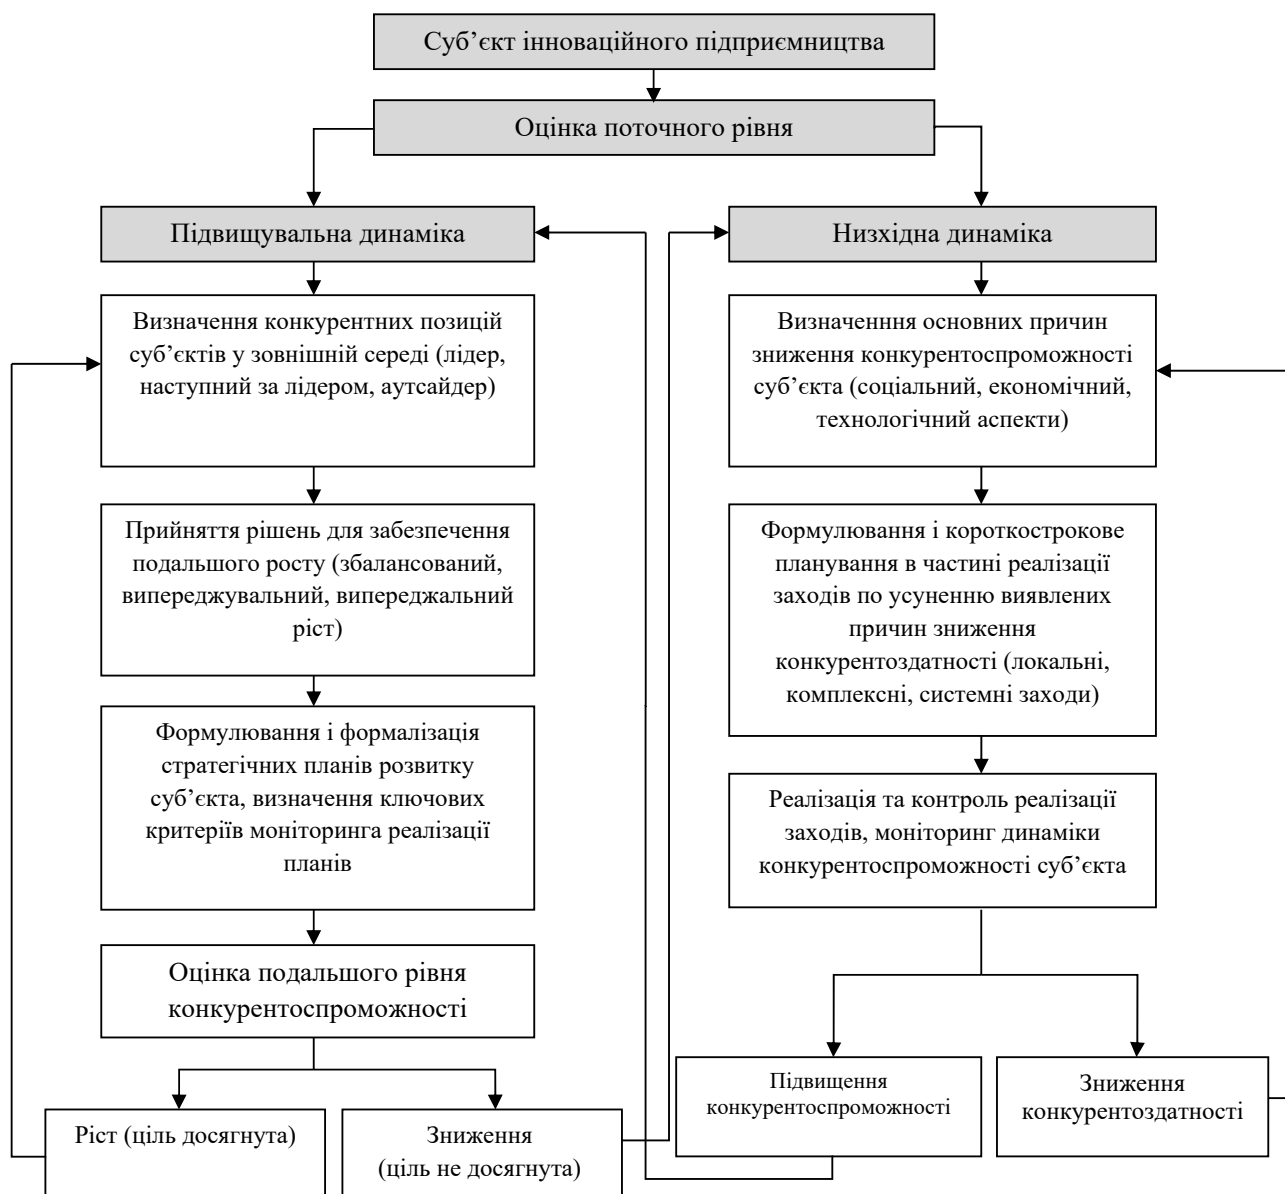 Суб’єкт інноваційного підприємництва
Оцінка поточного рівня
Підвищувальна динаміка
Визначення конкурентних позицій
суб’єктів у зовнішній середі (лідер,
наступний за лідером, аутсайдер)
Прийняття рішень для забезпечення
подальшого росту (збалансований,
випереджувальний, випереджальний
ріст)
Формулювання і формалізація
стратегічних планів розвитку
суб’єкта, визначення ключових
критеріїв моніторинга реалізації
планів
Оцінка подальшого рівня
конкурентоспроможності
Ріст (ціль досягнута)
Зниження
(ціль не досягнута)
Низхідна динаміка
Визначенння основних причин
зниження конкурентоспроможності
суб’єкта (соціальний, економічний,
технологічний аспекти)
Формулювання і короткострокове
планування в частині реалізації
заходів по усуненню виявлених
причин зниження
конкурентоздатності (локальні,
комплексні, системні заходи)
Реалізація та контроль реалізації
заходів, моніторинг динаміки
конкурентоспроможності суб’єкта
Підвищення
конкурентоспроможності
Зниження
конкурентоздатності